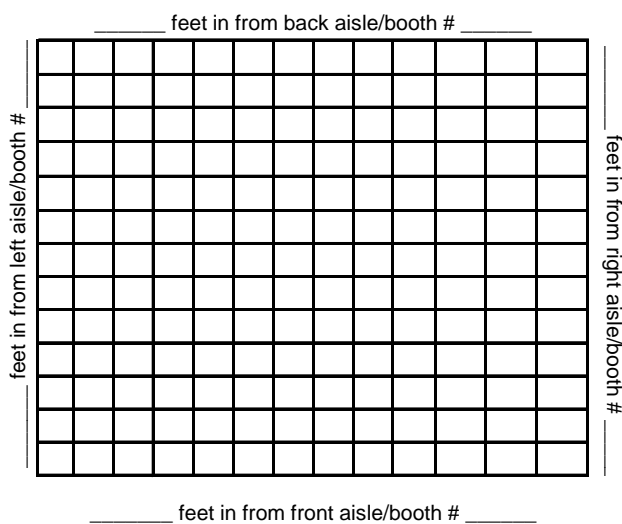 ______ feet in from back aisle/booth # ______
______ feet in from left aisle/booth # ______
______ feet in from right aisle/booth # ______
_______ feet in from front aisle/booth # ______